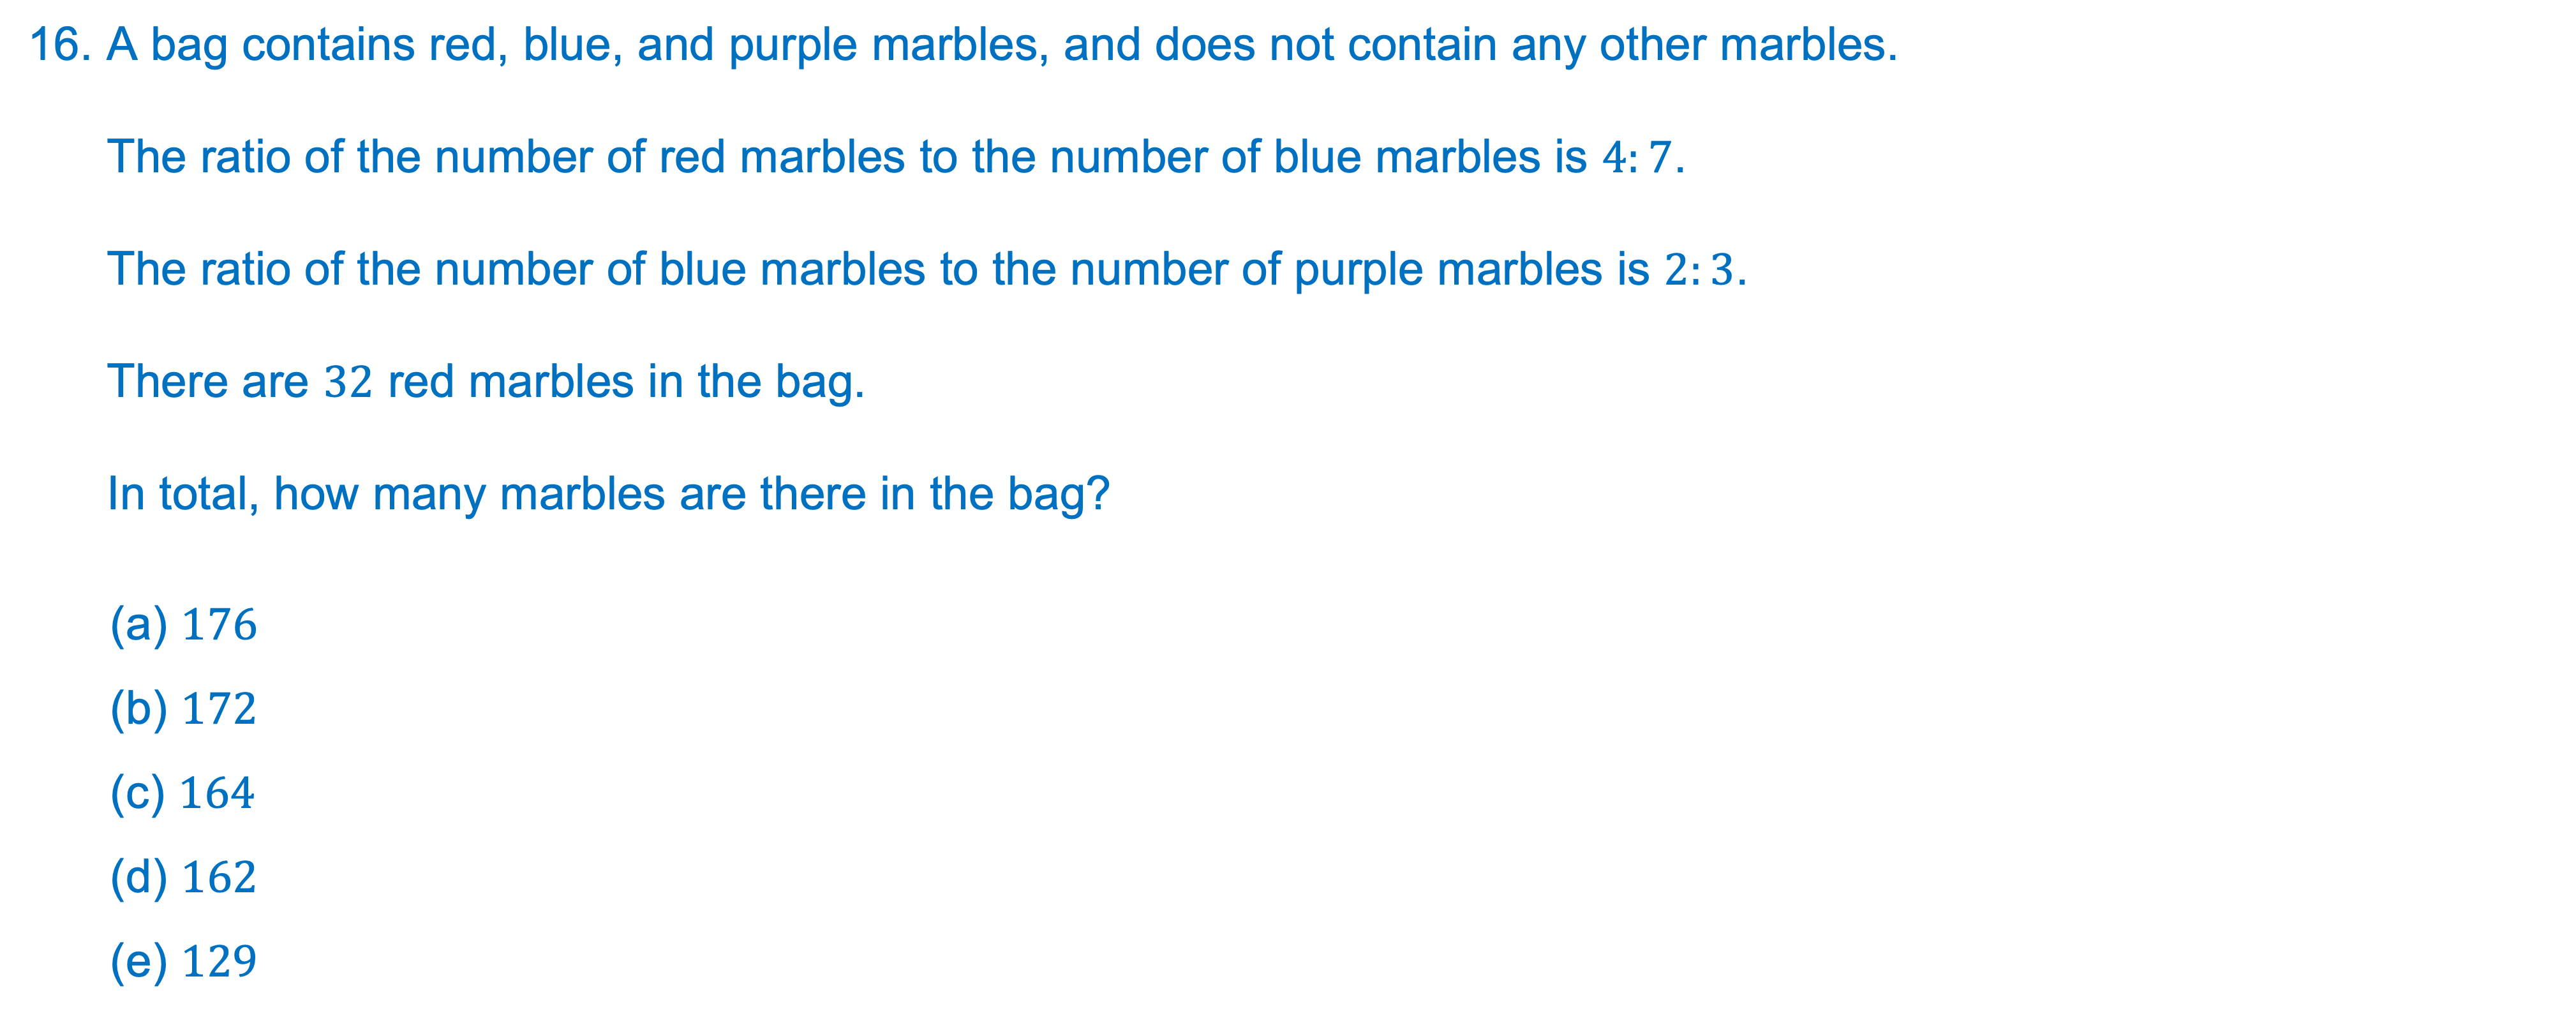 16. A bag contains red, blue, and purple marbles, and does not contain any other marbles.
The ratio of the number of red marbles to the number of blue marbles is 4: 7.
The ratio of the number of blue marbles to the number of purple marbles is 2: 3.
There are 32 red marbles in the bag.
In total, how many marbles are there in the bag?
(a) 176
(b) 172
(c) 164
(d) 162
(e) 129